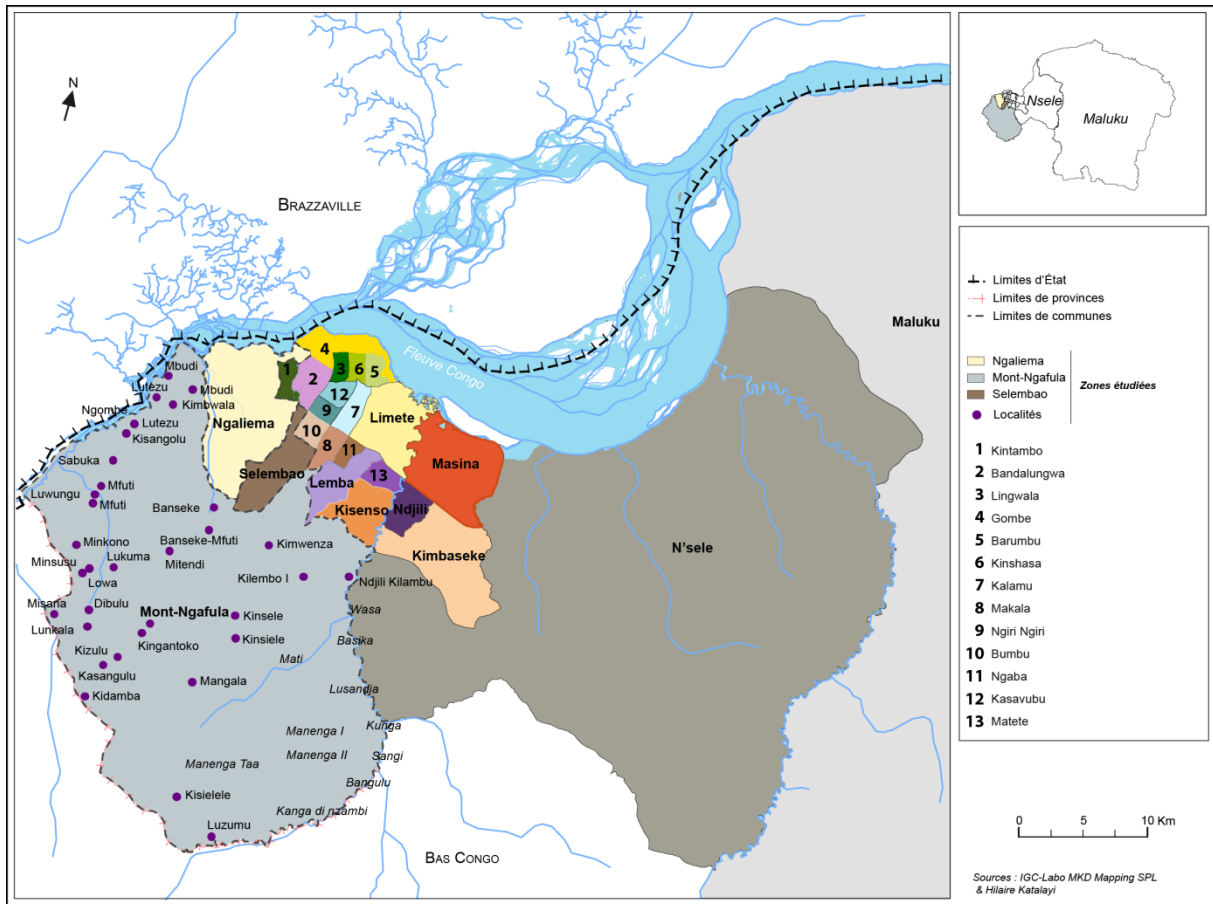 N
BRAZZAVILLE
Fleuve Congo
Maluku
4
1
2
3
6
5
12
9
7
10
8
11
13
Ngaliema
Limete
Selembao
Lemba
Masina
Kisenso
Ndjili
Kimbaseke
N'sele
Mbudi
Lutezu
Mbudi
Kimbwala
Ngombe
Lutezu
Kisangolu
Sabuka
Mfuti
Luwungu
Mfuti
Banseke
Banseke-Mfuti
Minkono
Mitendi
Kimwenza
Minsusu
Lukuma
Lowa
Kilembo I
Ndjili Kilambu
Misana
Dibulu
Mont-Ngafula
Kinsele
Wasa
Lunkala
Kingantoko
Kinsiele
Basika
Kizulu
Mati
Kasangulu
Mangala
Kidamba
Lusandja
Manenga I
Kunga
Manenga II
Sangi
Manenga Taa
Bangulu
Kisielele
Kanga di nzambi
Luzumu
BAS CONGO
Nsele
Maluku
Limites d'État
Limites de provinces
Limites de communes
Ngaliema
Mont-Ngafula
Selembao
Zones étudiées
Localités
1 Kintambo
2 Bandalungwa
3 Lingwala
4 Gombe
5 Barumbu
6 Kinshasa
7 Kalamu
8 Makala
9 Ngiri Ngiri
10 Bumbu
11 Ngaba
12 Kasavubu
13 Matete
0 5 10 Km
Sources : IGC-Labo MKD Mapping SPL
& Hilaire Katalayi